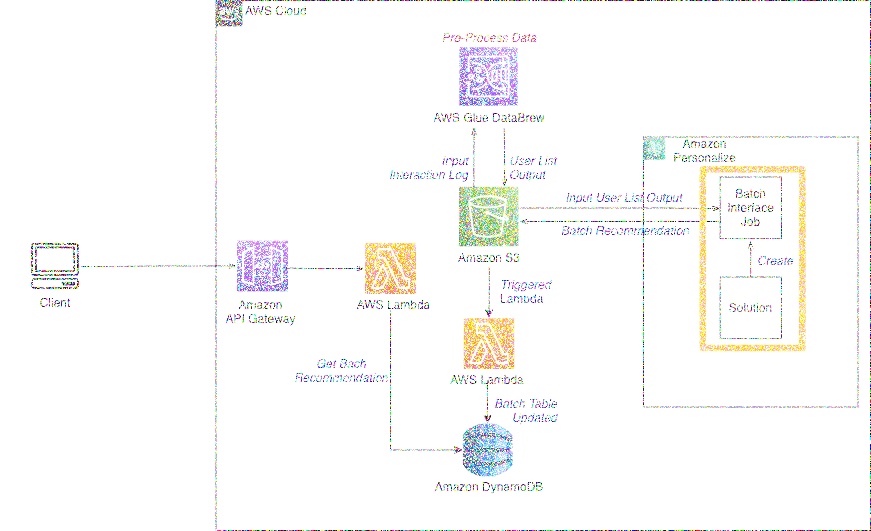 AWS Cloud
Pre-Process Data
AWS Glue DataBrew
Input
Interaction Log
User List
Output
Amazon
Personalize
Input User List Output
Batch
Interface
Job
Batch Recommendation
Amazon S3
Create
Client
Amazon
API Gateway
AWS Lambda
Triggered
Lambda
Solution
Get Bach
Recommendation
AWS Lambda
Batch Table
Updated
Amazon DynamoDB